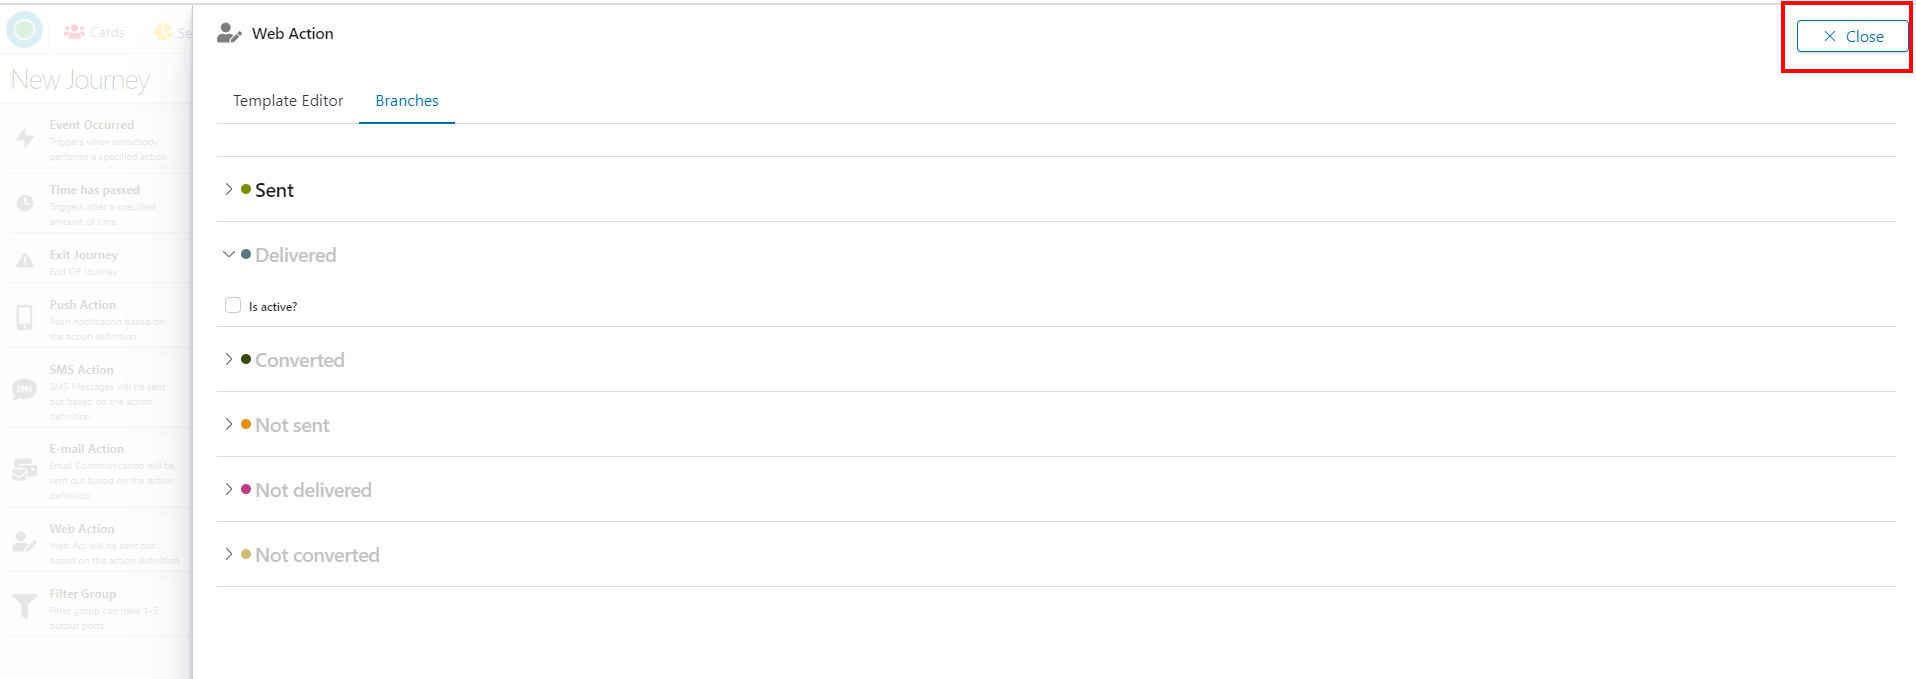 Cards
Se
New Journey
Event Occurred
Triggers when somebody
performs a specified action
Time has passed
Triggers after a specified
amount of time
Exit Journey
End OF Journey
Push Action
Push notification based on
the action definition
SMS Action
SMS
SMS Messages will be sent
out based on the action
definition
E-mail Action
Email Communication will be
sent out based on the action
definition
Web Action
Web Api will be sent out
based on the action definition
Filter Group
Filter group can have 1-5
output ports
Web Action
Close
Template Editor Branches
Sent
Delivered
Is active?
Converted
Not sent
Not delivered
Not converted